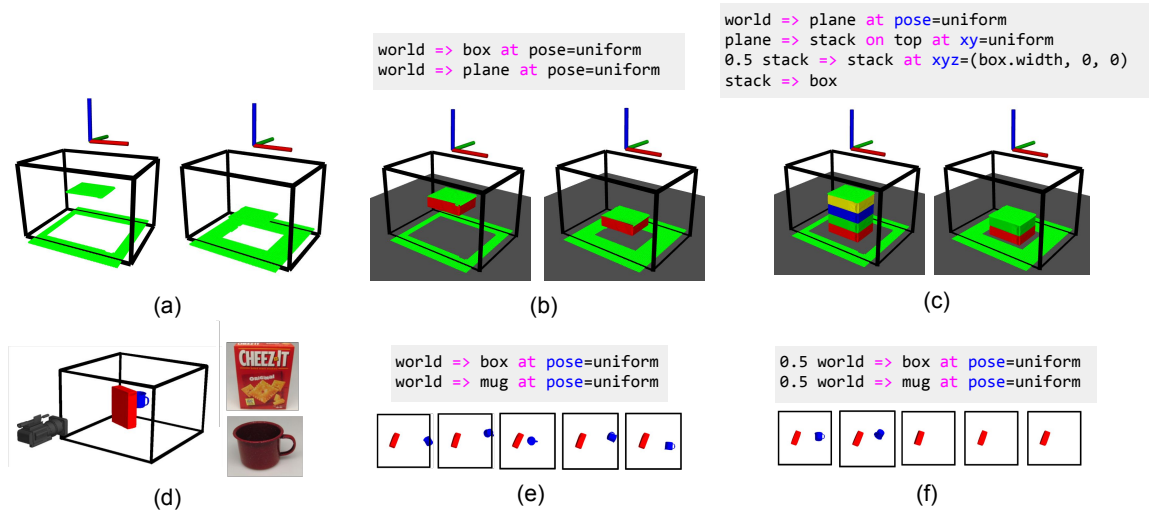 world => box at pose=uniform
world => plane at pose=uniform
world => plane at pose=uniform
plane => stack on top at xy=uniform
0.5 stack => stack at xyz=(box.width, 0, 0)
stack => box
(a)
(b)
(c)
CHEEZ-IT
ORIGINAL
world => box at pose=uniform
world => mug at pose=uniform
0.5 world => box at pose=uniform
0.5 world => mug at pose=uniform
(d)
(e)
(f)